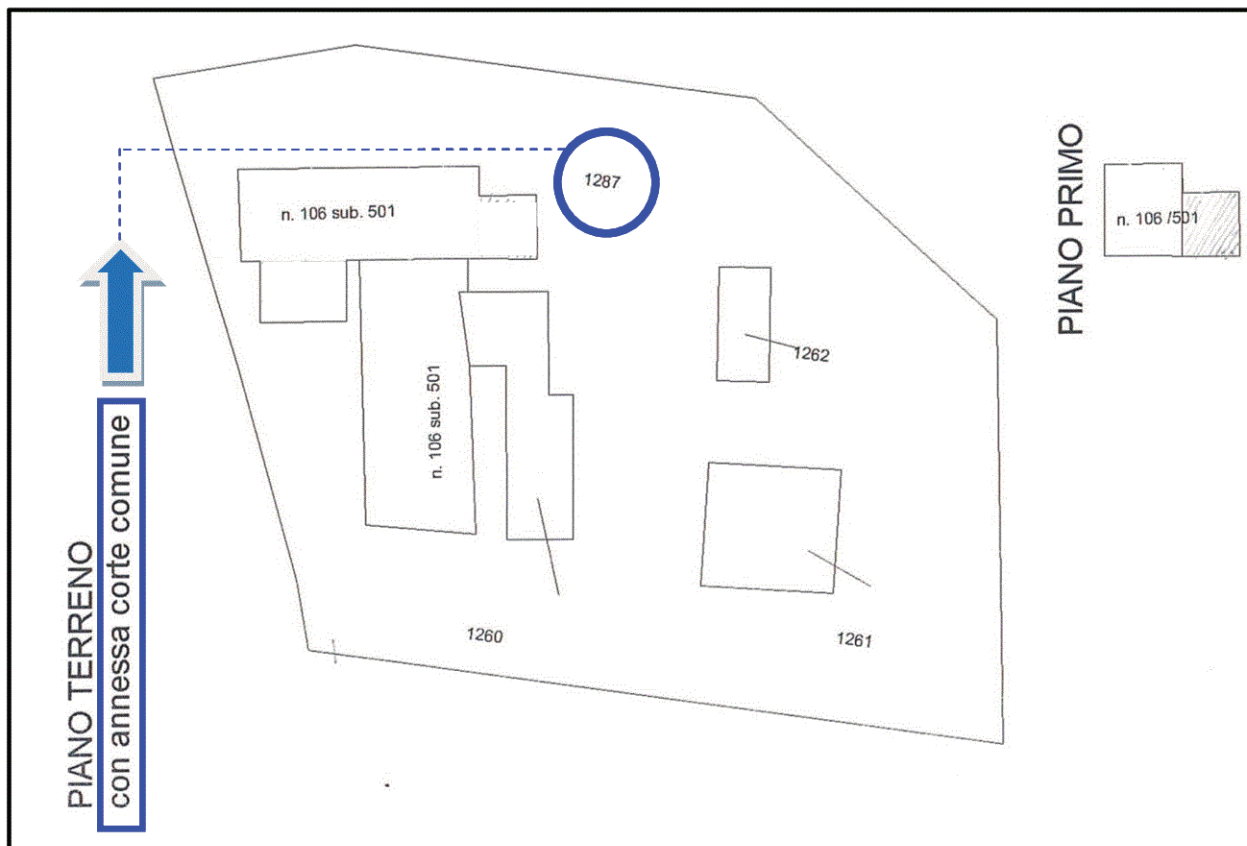 PIANO TERRENO
con annessa corte comune
n. 106 sub. 501
1287
n. 106 sub. 501
1262
1260
1261
PIANO PRIMO
n. 106 /501